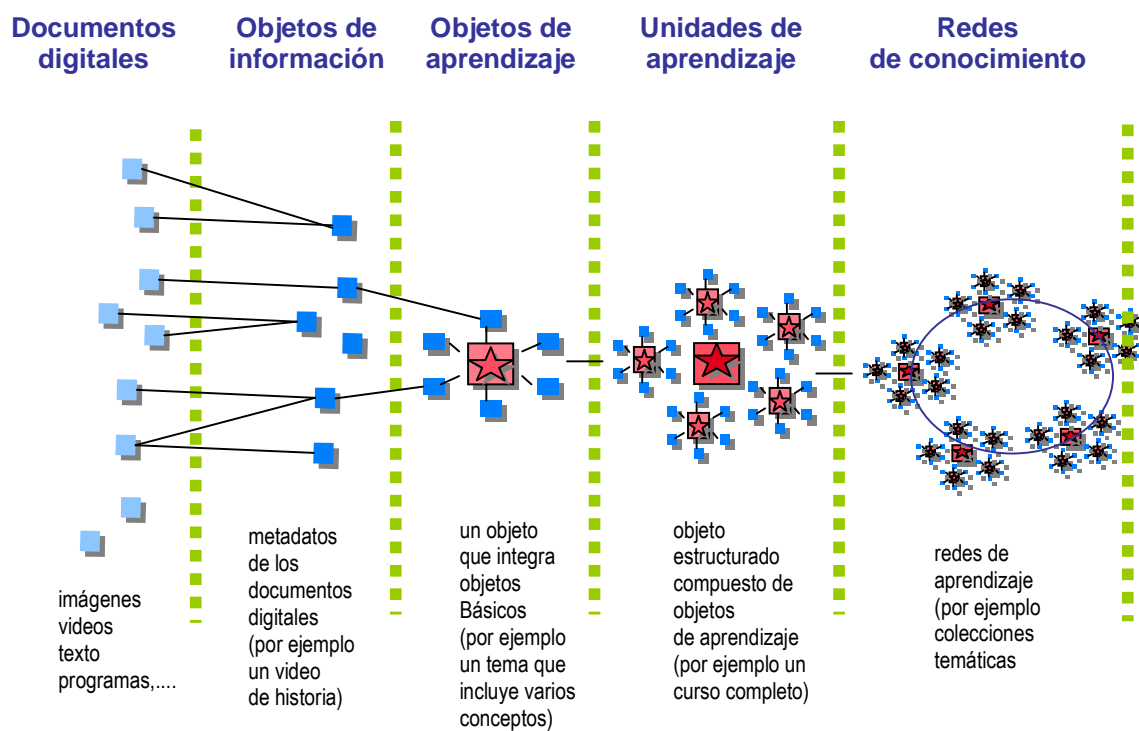 Documentos
digitales
Objetos de
información
Objetos de
aprendizaje
Unidades de
aprendizaje
Redes
de conocimiento
imágenes
videos
texto
programas,....
metadatos
de los
documentos
digitales
(por ejemplo
un video
de historia)
un objeto
que integra
objetos
Básicos
(por ejemplo
un tema que
incluye varios
conceptos)
objeto
estructurado
compuesto de
objetos
de aprendizaje
(por ejemplo un
curso completo)
redes de
aprendizaje
(por ejemplo
colecciones
temáticas